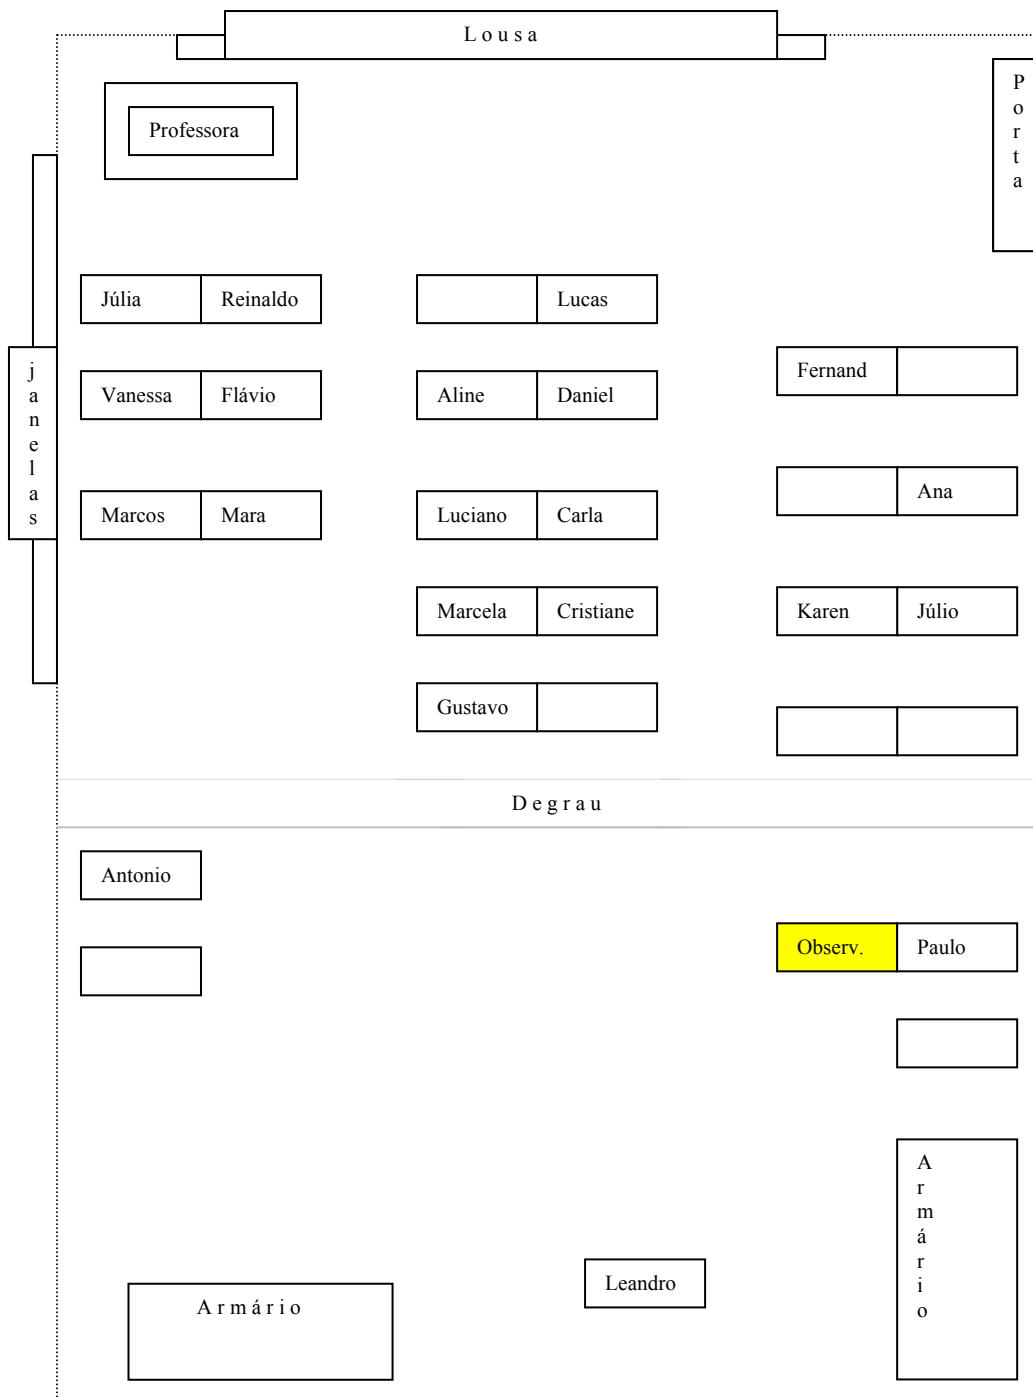 Lousa
Porta
Professora
Júlia Reinaldo Lucas
janelas
Fernand
Vanessa Flávio Aline Daniel
Ana
Marcos Mara Luciano Carla
Marcela Cristiane Karen Júlio
Gustavo
Degrau
Antonio
Observ. Paulo
Armário
Leandro
Armário